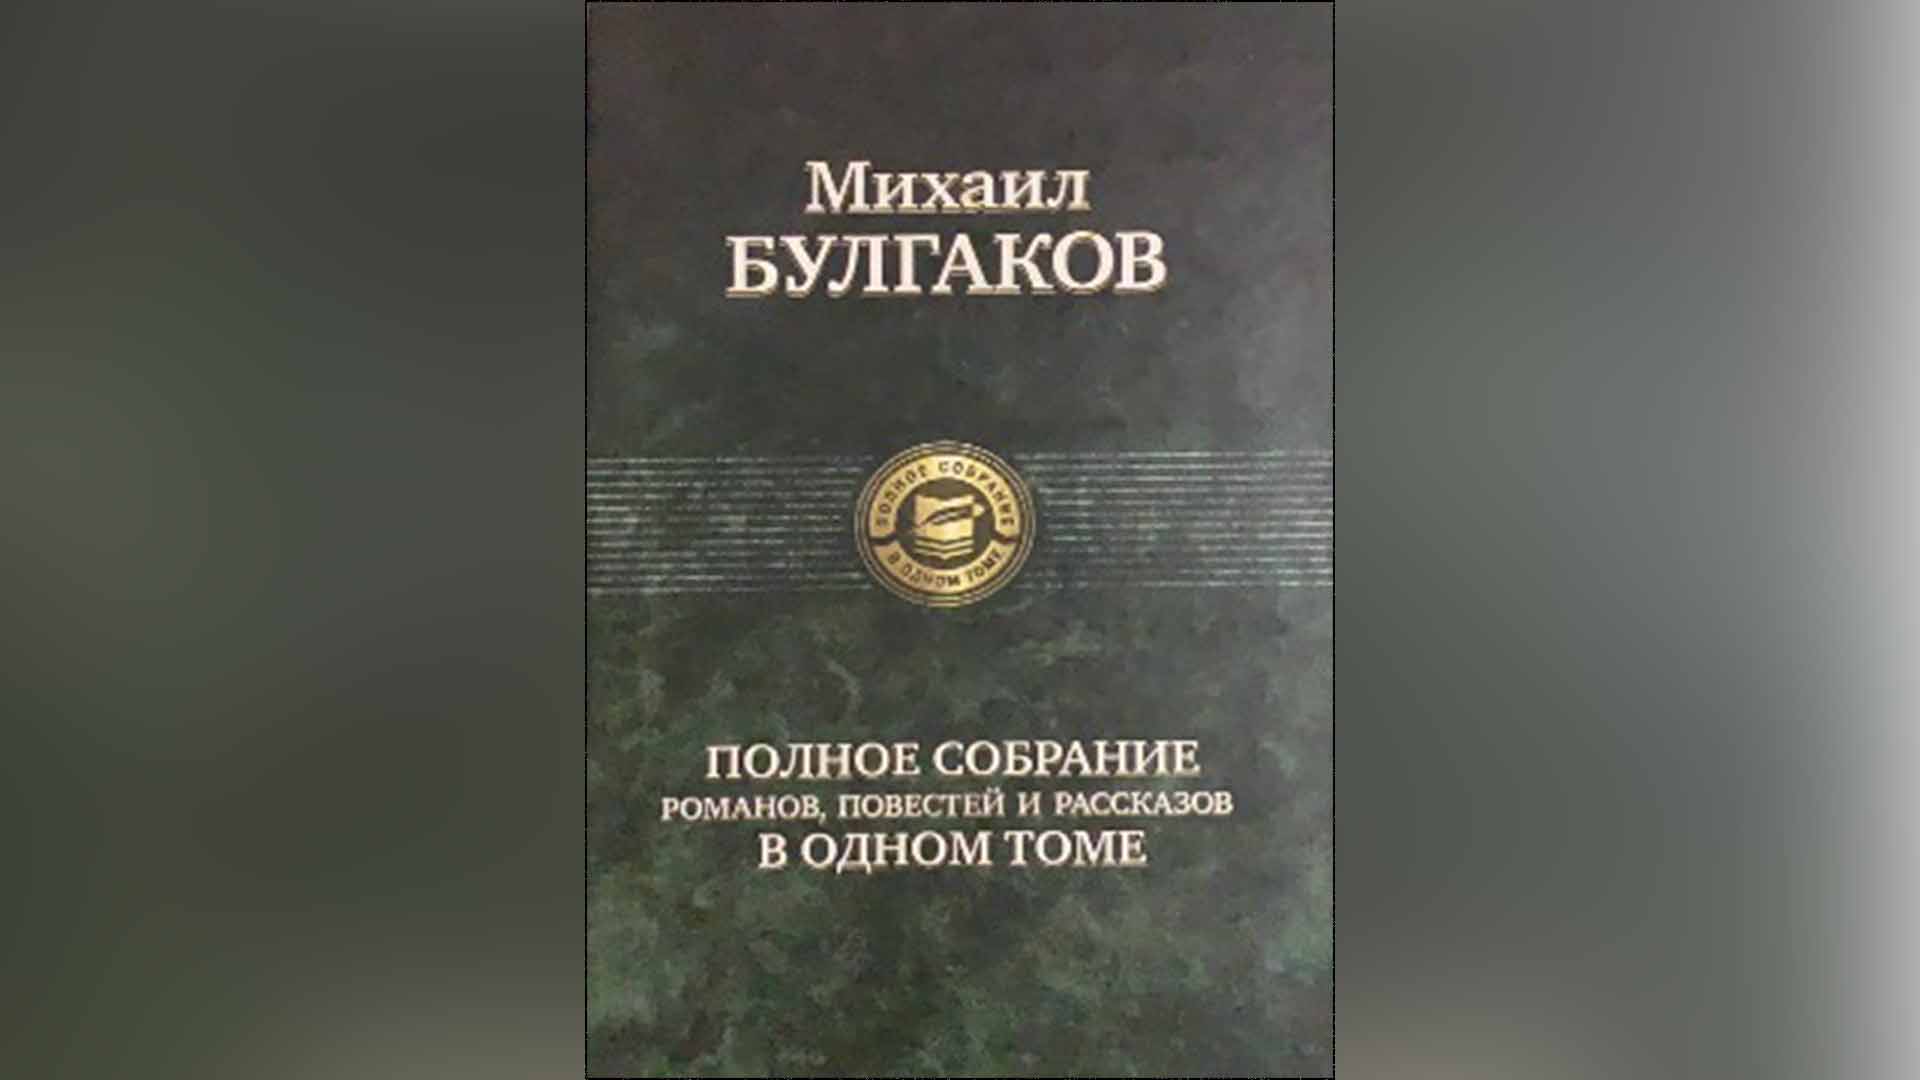 Михаил
БУЛГАКОВ
ПОЛНОЕ СОБРАНИЕ
В ОДНОМ ТОМЕ
ПОЛНОЕ СОБРАНИЕ
РОМАНОВ, ПОВЕСТЕЙ И РАССКАЗОВ
В ОДНОМ ТОМЕ